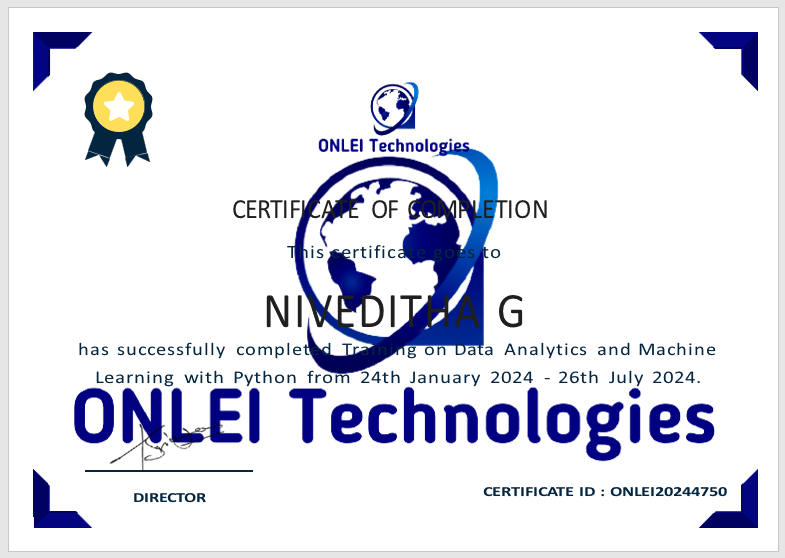 ONLEI Technologies
CERTIFICATE OF COMPLETION
This certificate goes to
NIVEDITHA G
has successfully completed Training on Data Analytics and Machine
Learning with Python from 24th January 2024 - 26th July 2024.
ONLEI Technologies
DIRECTOR
CERTIFICATE ID : ONLEI20244750